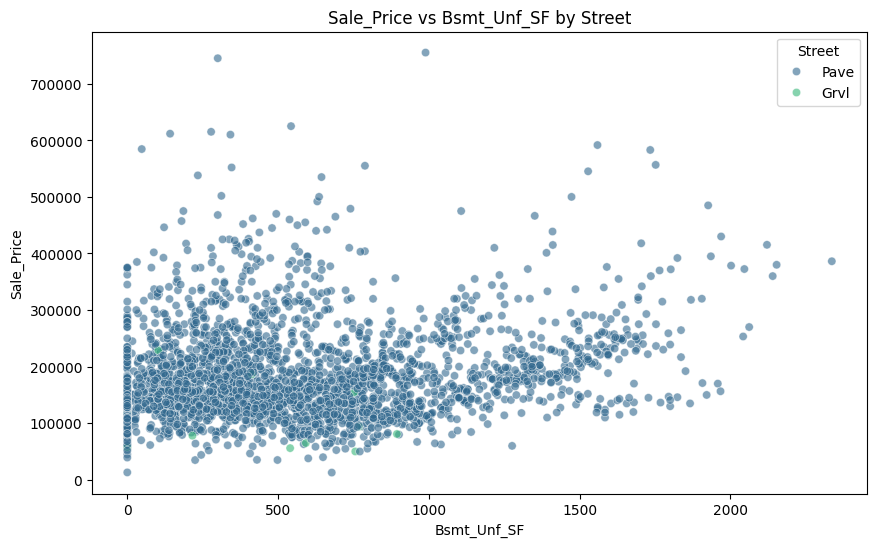 Sale_Price vs Bsmt_Unf_SF by Street
Street
Pave
Grvl
Sale_Price
700000
600000
500000
400000
300000
200000
100000
0
0 500 1000 1500 2000
Bsmt_Unf_SF